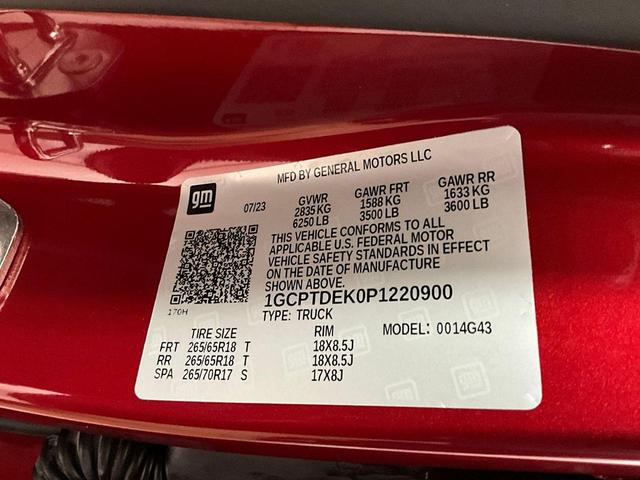 MFD BY GENERAL MOTORS LLC
gm
07/23
GVWR
2835 KG
6250 LB
GAWR FRT
1588 KG
3500 LB
GAWR RR
1633 KG
3600 LB
THIS VEHICLE CONFORMS TO ALL
APPLICABLE U.S. FEDERAL MOTOR
VEHICLE SAFETY STANDARDS IN EFFECT
ON THE DATE OF MANUFACTURE
SHOWN ABOVE.
1GCPTDEK0P1220900
TYPE: TRUCK
170H
TIRE SIZE RIM MODEL: 0014G43
FRT 265/65R18 T 18X8.5J
RR 265/65R18 T 18X8.5J
SPA 265/70R17 S 17X8J